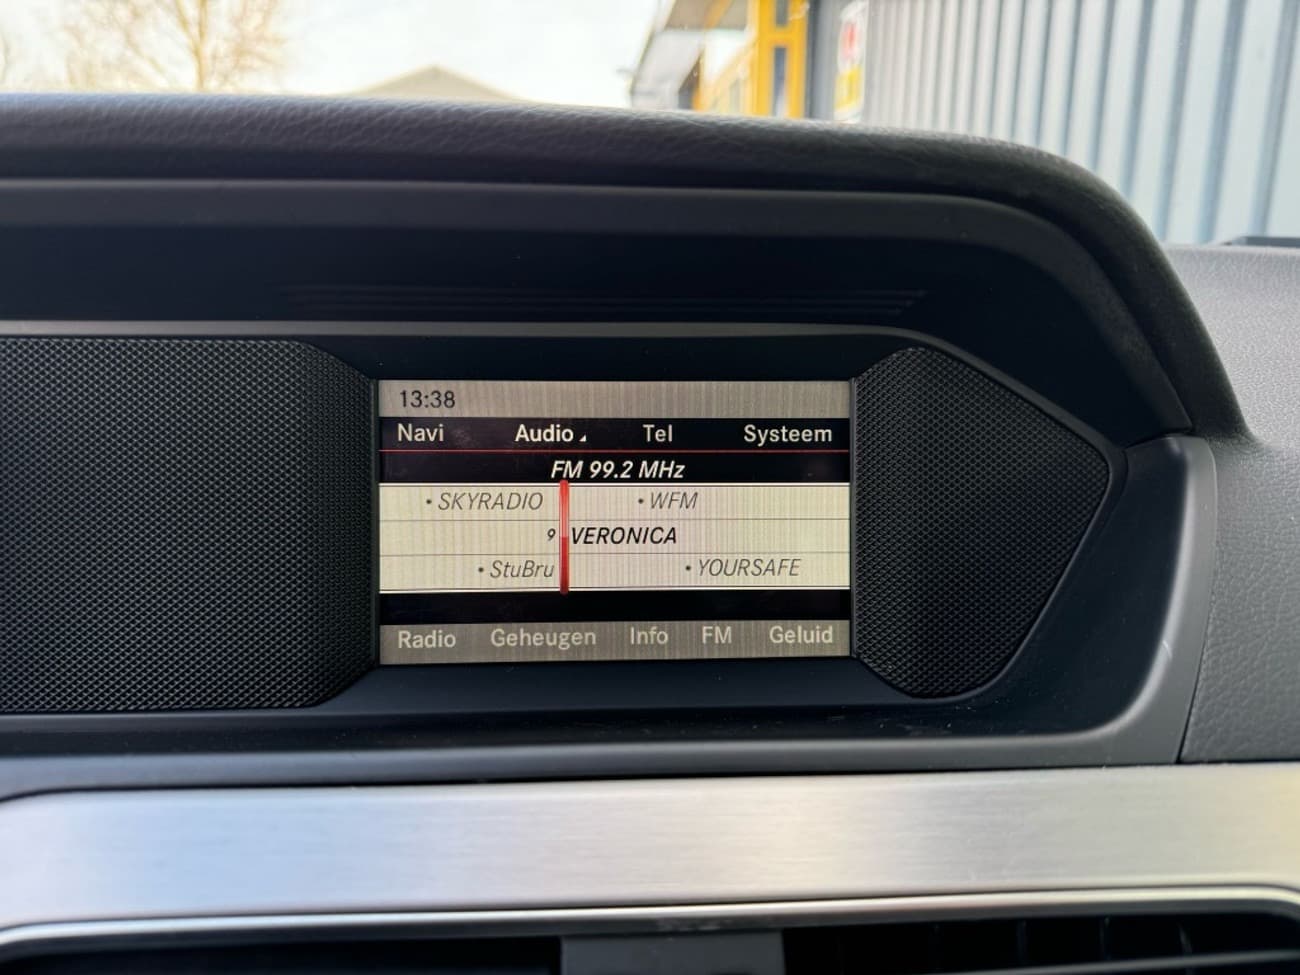 13:38
Navi Audio Tel Systeem
FM 99.2 MHz
• SKYRADIO • WFM
9 VERONICA
• StuBru • YOURSAFE
Radio Geheugen Info FM Geluid